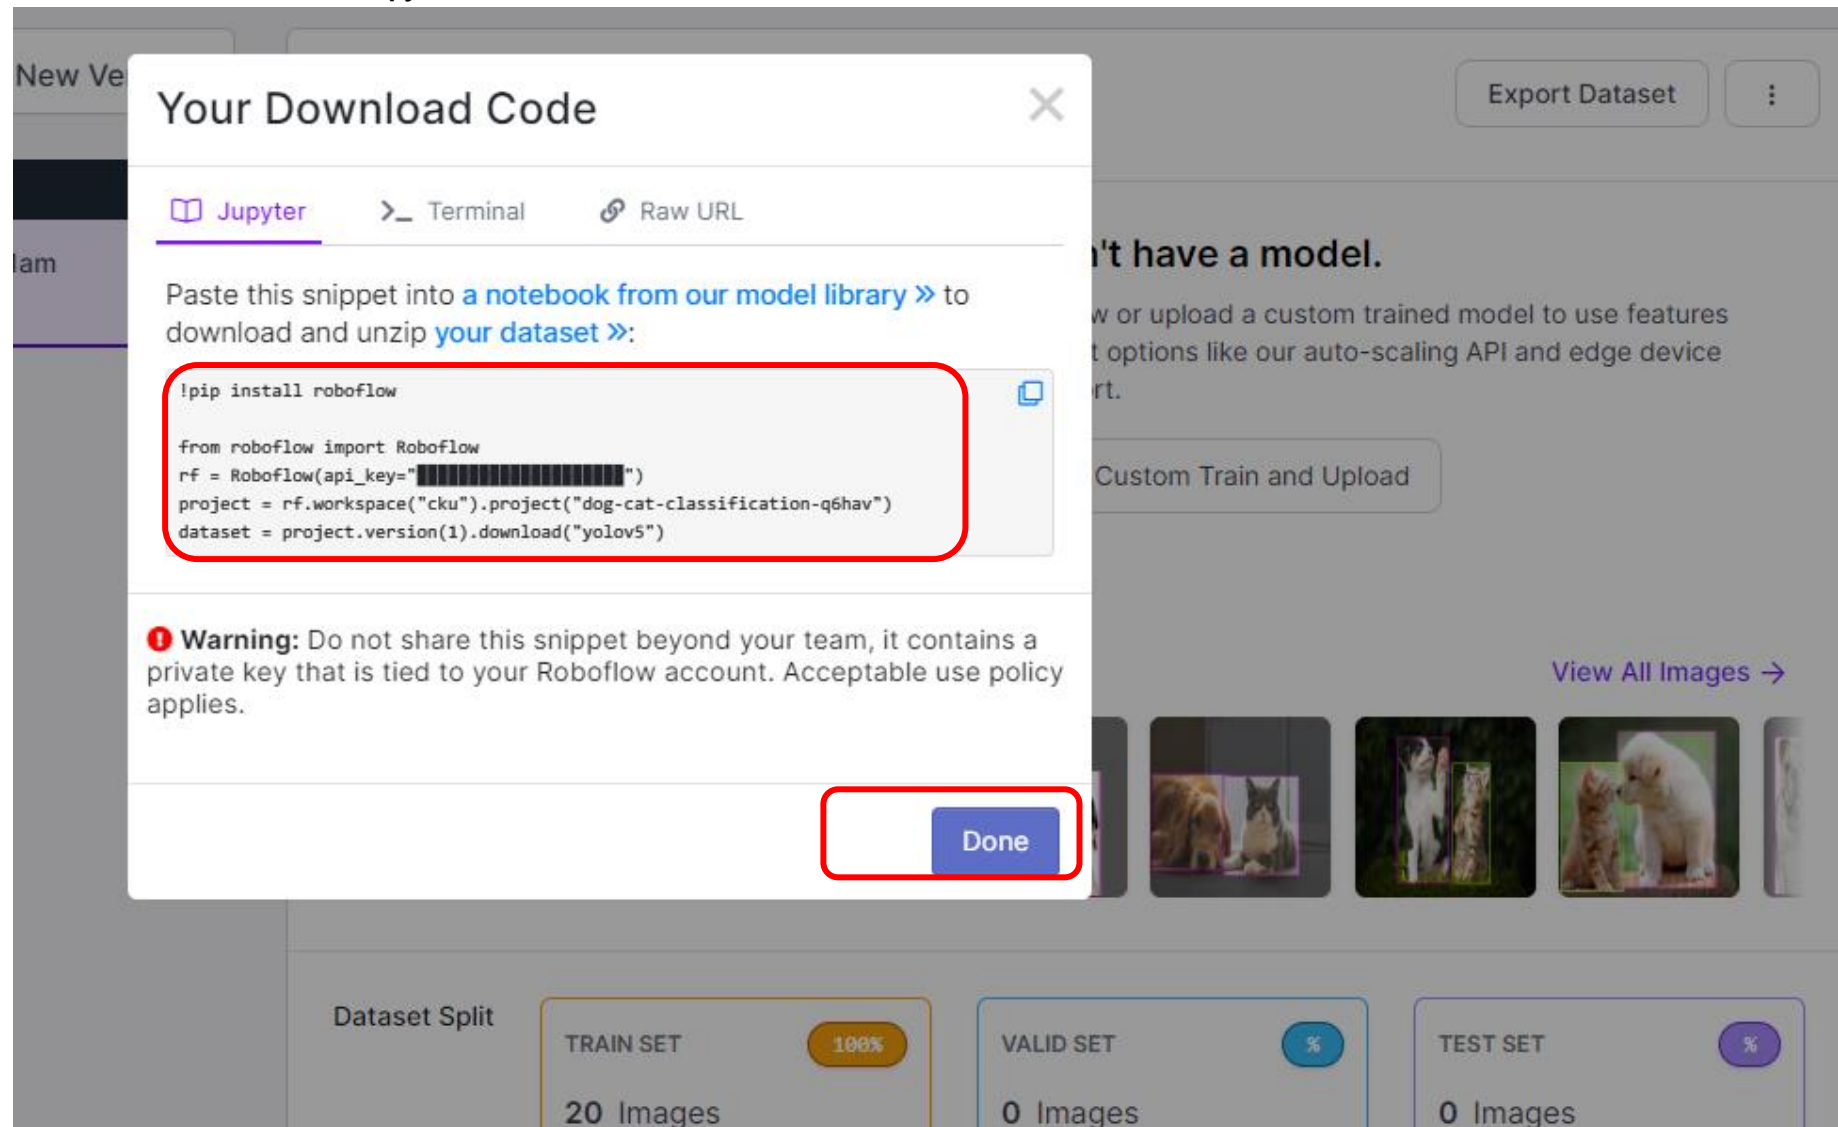 New Ve
Export Dataset
Your Download Code
Jupyter
Terminal
Raw URL
lam
n't have a model.
Paste this snippet into a notebook from our model library » to
download and unzip your dataset »:
w or upload a custom trained model to use features
t options like our auto-scaling API and edge device
rt.
!pip install roboflow
from roboflow import Roboflow
rf = Roboflow(api_key="████████████████████")
project = rf.workspace("cku").project("dog-cat-classification-q6hav")
dataset = project.version(1).download("yolov5")
Custom Train and Upload
Warning: Do not share this snippet beyond your team, it contains a
private key that is tied to your Roboflow account. Acceptable use policy
applies.
View All Images →
Done
Dataset Split
TRAIN SET
100%
VALID SET
%
TEST SET
%
20 Images
0 Images
0 Images